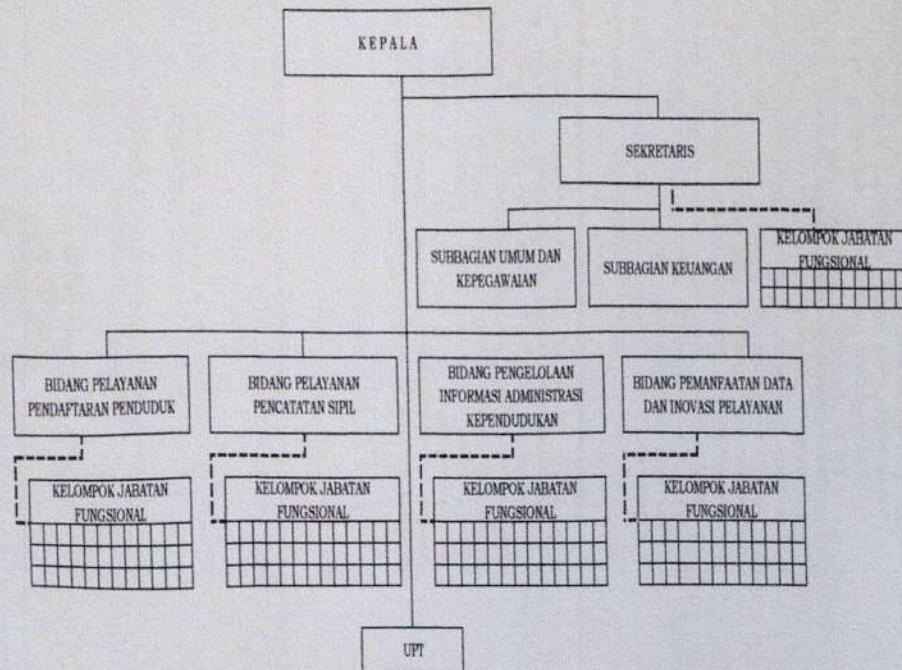 KEPALA
SEKRETARIS
SUBBAGIAN UMUM DAN
KEPEGAWAIAN
SUBBAGIAN KEUANGAN
KELOMPOK JABATAN
FUNGSIONAL
BIDANG PELAYANAN
PENDAFTARAN PENDUDUK
BIDANG PELAYANAN
PENCATATAN SIPIL
BIDANG PENGELOLAAN
INFORMASI ADMINISTRASI
KEPENDUDUKAN
BIDANG PEMANFAATAN DATA
DAN INOVASI PELAYANAN
KELOMPOK JABATAN
FUNGSIONAL
KELOMPOK JABATAN
FUNGSIONAL
KELOMPOK JABATAN
FUNGSIONAL
KELOMPOK JABATAN
FUNGSIONAL
UPT